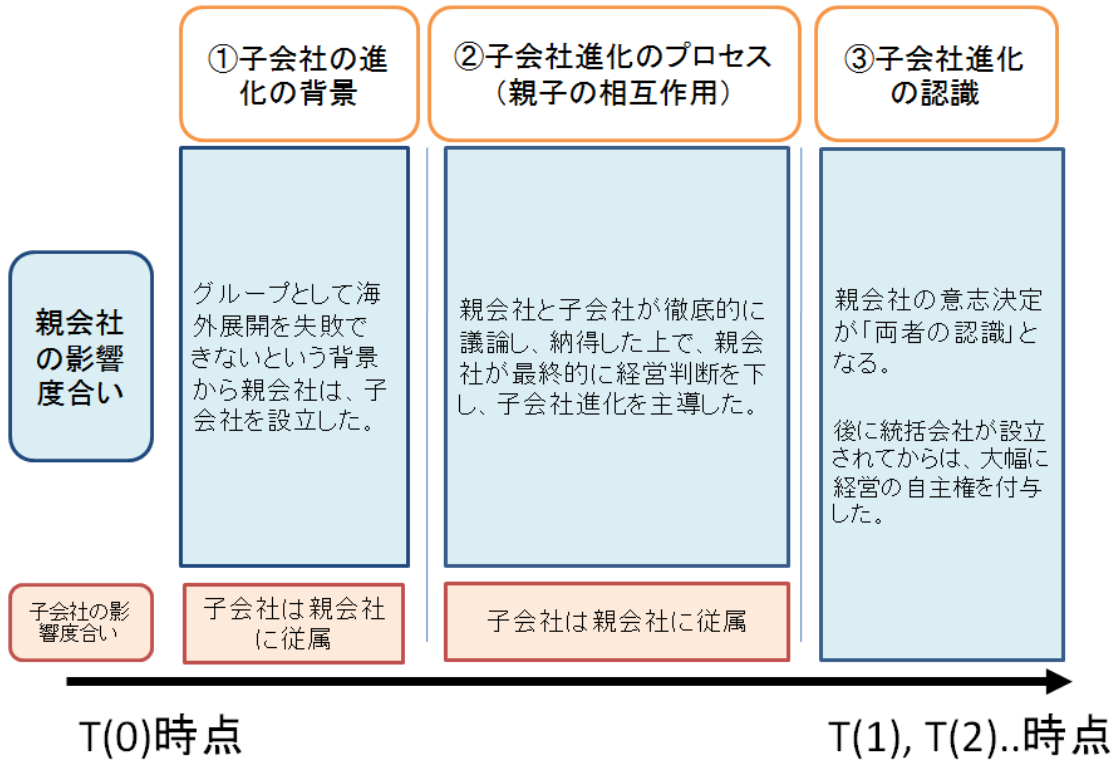 ①子会社の進
化の背景
②子会社進化のプロセス
（親子の相互作用）
③子会社進化
の認識
親会社
の影響
度合い
グループとして海
外展開を失敗で
きないという背景
から親会社は、子
会社を設立した。
親会社と子会社が徹底的に
議論し、納得した上で、親会
社が最終的に経営判断を下
し、子会社進化を主導した。
親会社の意志決定
が「両者の認識」と
なる。
後に統括会社が設立
されてからは、大幅に
経営の自主権を付与
した。
子会社の影
響度合い
子会社は親会社
に従属
子会社は親会社に従属
T(0)時点
T(1), T(2)..時点